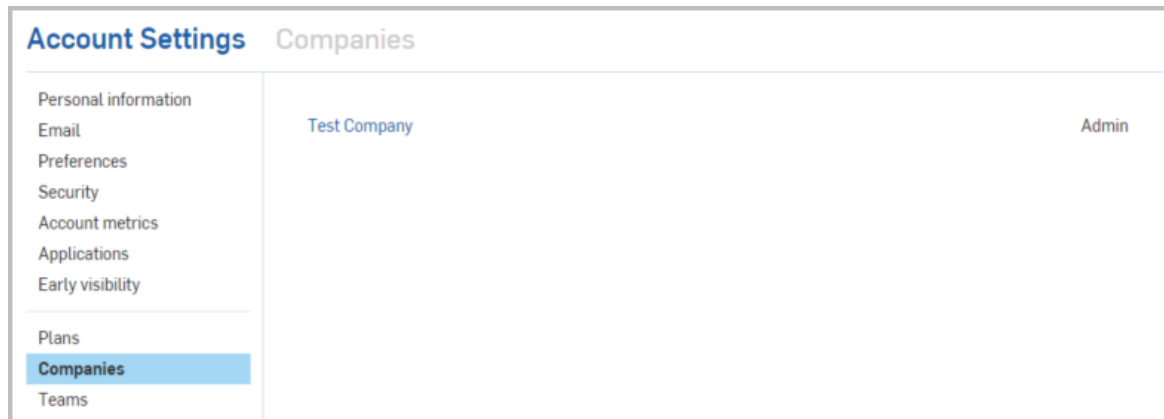 Account Settings Companies
Personal information
Email
Preferences
Security
Account metrics
Applications
Early visibility
Plans
Companies
Teams
Test Company Admin